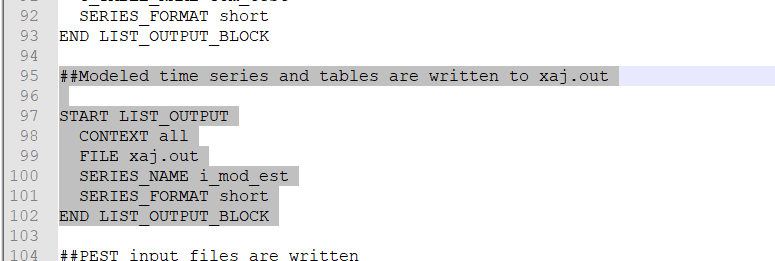 92 SERIES_FORMAT short
93 END LIST_OUTPUT_BLOCK
94
95 ##Modeled time series and tables are written to xaj.out
96
97 START LIST_OUTPUT
98 CONTEXT all
99 FILE xaj.out
100 SERIES_NAME i_mod_est
101 SERIES_FORMAT short
102 END LIST_OUTPUT_BLOCK
103
104 ##PEST input files are written